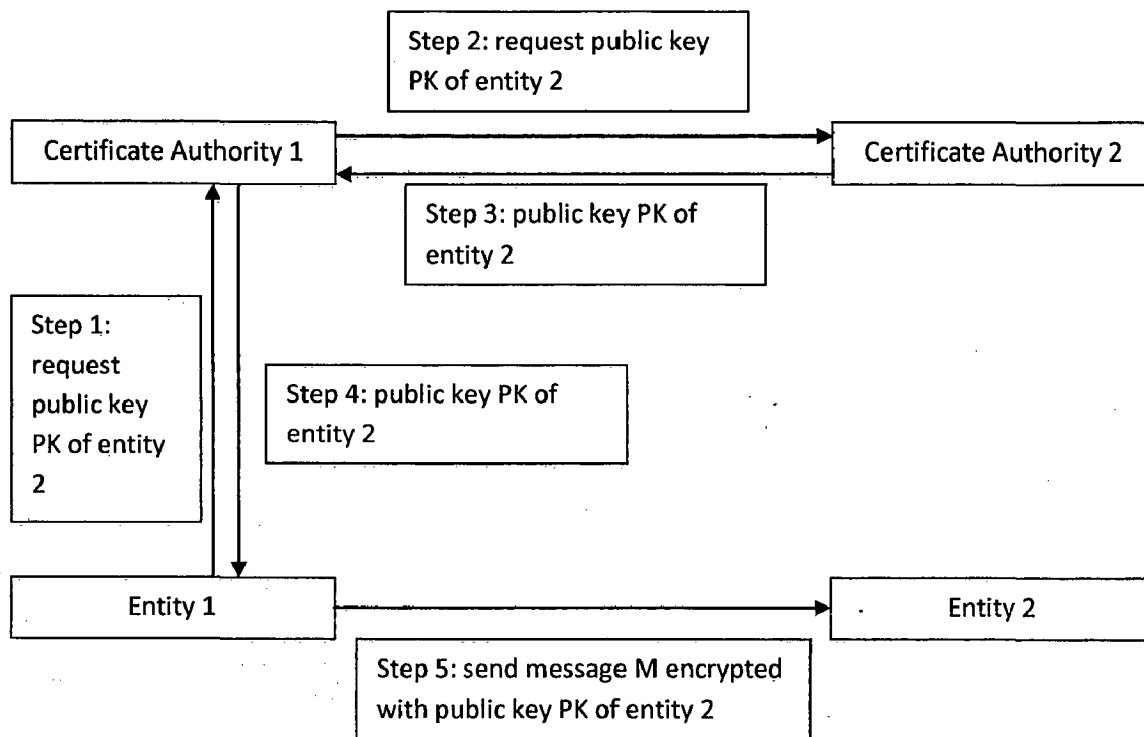 Step 2: request public key
PK of entity 2
Certificate Authority 1
Certificate Authority 2
Step 3: public key PK of
entity 2
Step 1:
request
public key
PK of entity
2
Step 4: public key PK of
entity 2
Entity 1
Entity 2
Step 5: send message M encrypted
with public key PK of entity 2